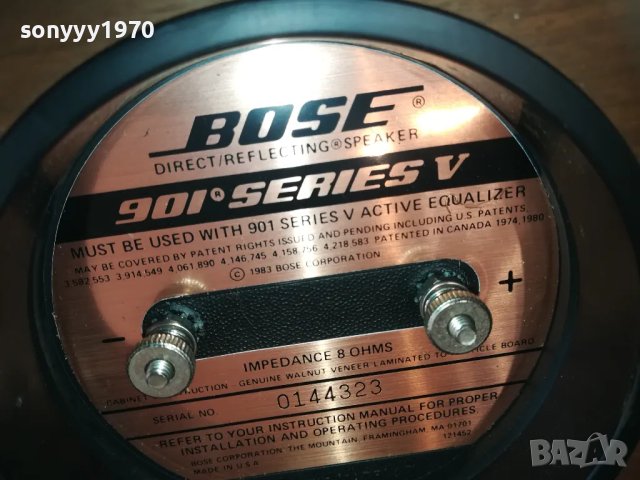 sonyyy1970
BOSE®
DIRECT/REFLECTING® SPEAKER
901® SERIES V
MUST BE USED WITH 901 SERIES V ACTIVE EQUALIZER
MAY BE COVERED BY PATENT RIGHTS ISSUED AND PENDING INCLUDING U.S. PATENTS,
3 582 553 3,914.549 4 061.890 4,146.745 4 158,756 4,218 583 PATENTED IN CANADA 1974,1980
© 1983 BOSE CORPORATION
- +
IMPEDANCE 8 OHMS
CABINET GENUINE WALNUT VENEER LAMINATED BOARD
SERIAL NO 0144323
REFER TO YOUR INSTRUCTION MANUAL FOR PROPER
INSTALLATION AND OPERATING PROCEDURES.
BOSE CORPORATION THE MOUNTAIN, FRAMINGHAM, MA 01701
MADE IN U.S.A 121452
BAZAR.bg